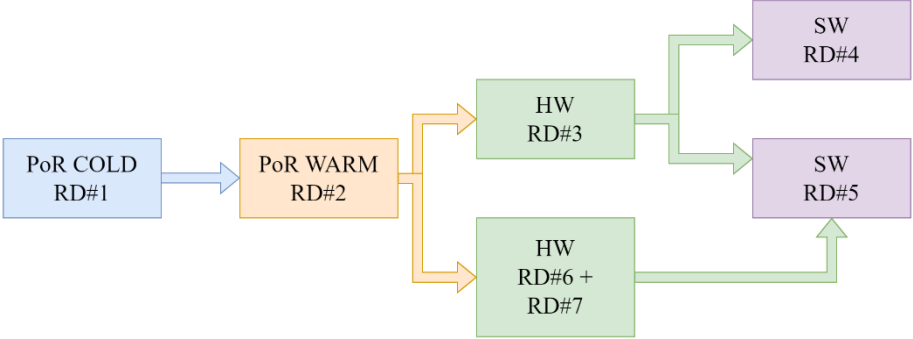 PoR COLD
RD#1
PoR WARM
RD#2
HW
RD#3
HW
RD#6 +
RD#7
SW
RD#4
SW
RD#5